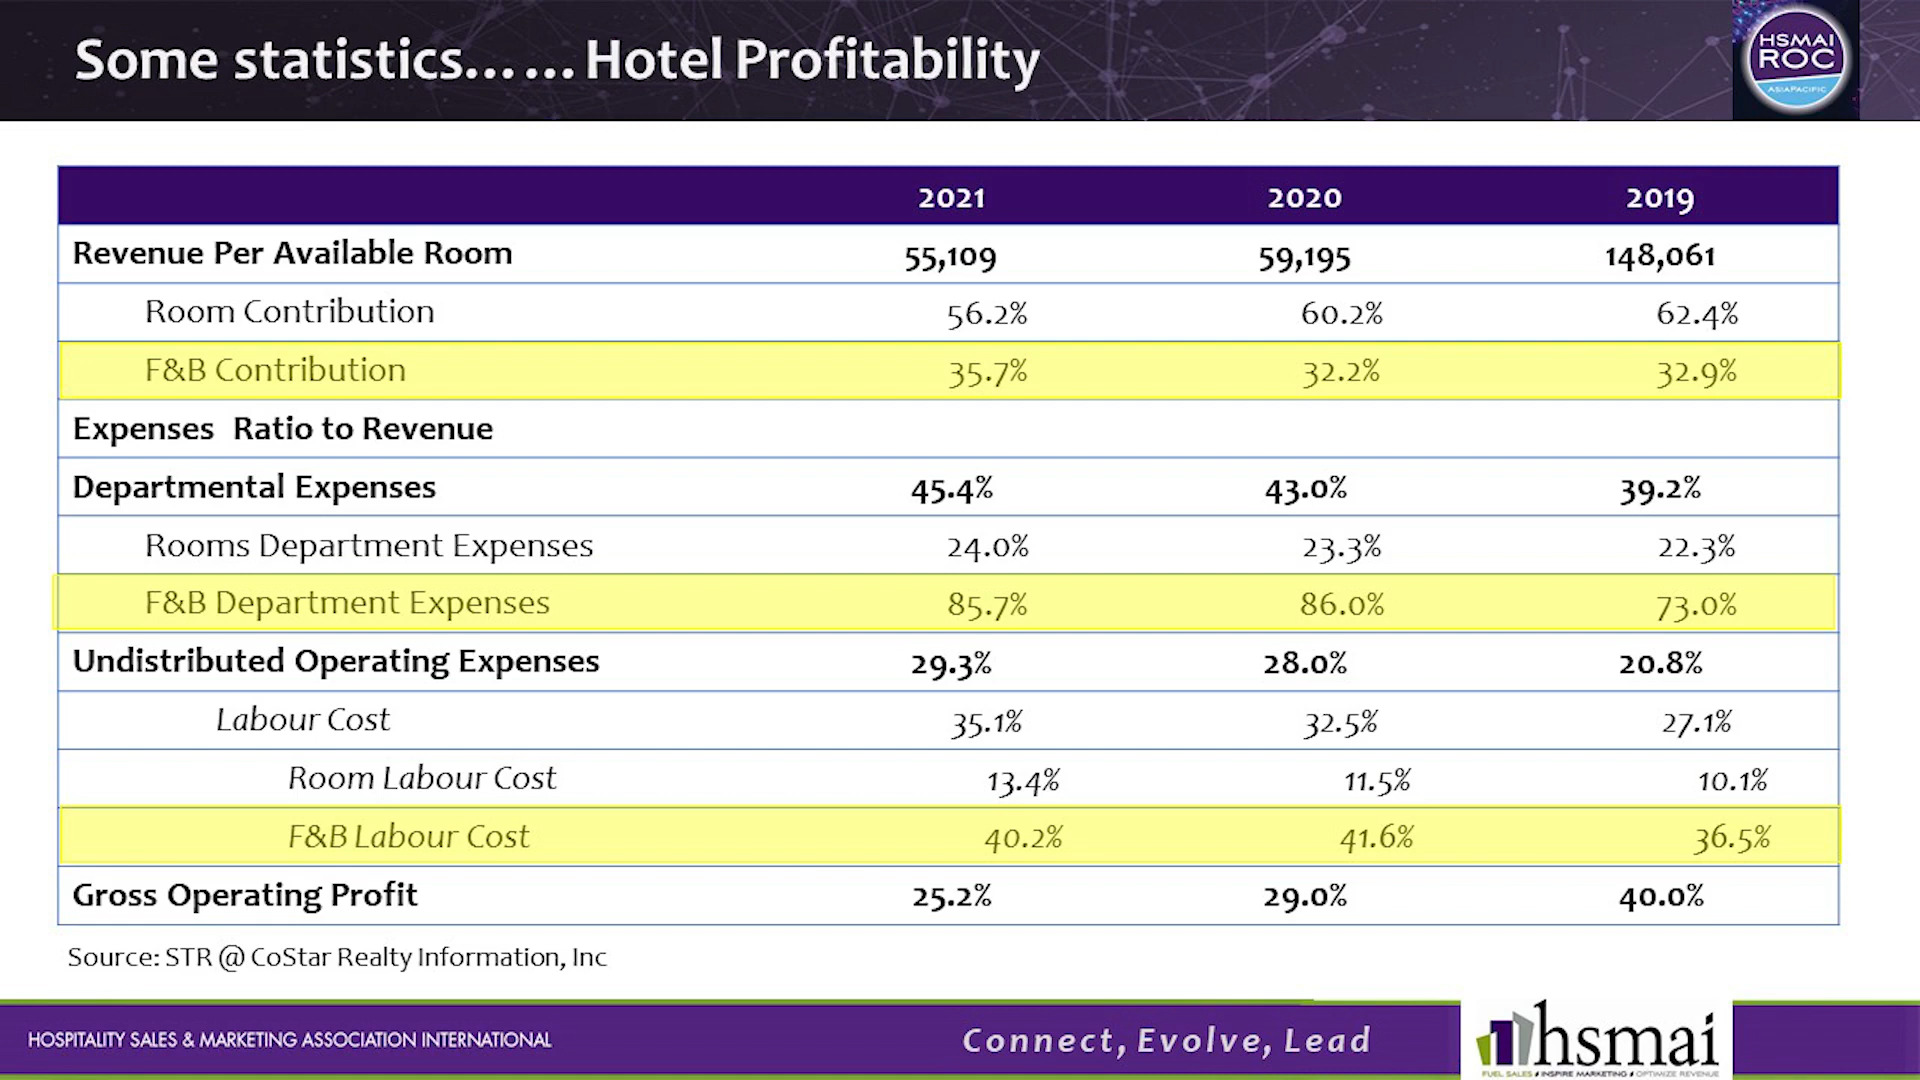 Some statistics...... Hotel Profitability
HSMAI
ROC
ASIAPACIFIC
2021 2020 2019
Revenue Per Available Room 55,109 59,195 148,061
Room Contribution 56.2% 60.2% 62.4%
F&B Contribution 35.7% 32.2% 32.9%
Expenses Ratio to Revenue
Departmental Expenses 45.4% 43.0% 39.2%
Rooms Department Expenses 24.0% 23.3% 22.3%
F&B Department Expenses 85.7% 86.0% 73.0%
Undistributed Operating Expenses 29.3% 28.0% 20.8%
Labour Cost 35.1% 32.5% 27.1%
Room Labour Cost 13.4% 11.5% 10.1%
F&B Labour Cost 40.2% 41.6% 36.5%
Gross Operating Profit 25.2% 29.0% 40.0%
Source: STR @ CoStar Realty Information, Inc
HOSPITALITY SALES & MARKETING ASSOCIATION INTERNATIONAL
Connect, Evolve, Lead
hsmai
FUEL SALES INSPIRE MARKETING OPTIMIZE REVENUE